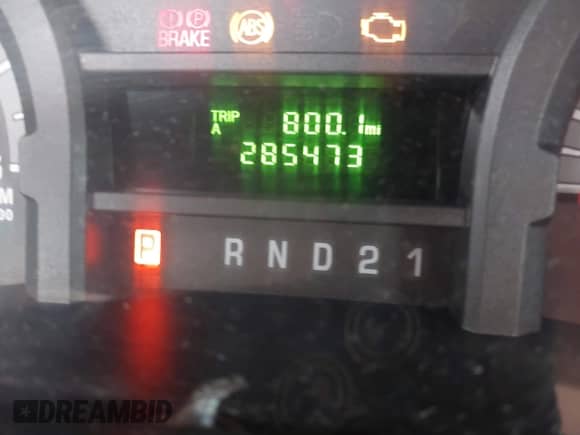 (!) (P)
BRAKE
ABS
TRIP A 800.1mi
285473
P R N D 2 1
DREAMBID